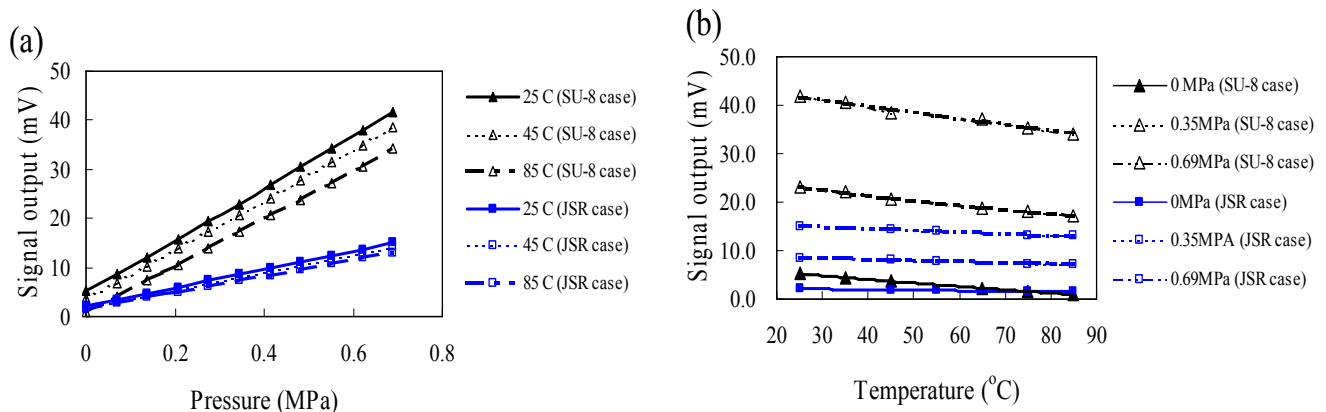 (a)
50
40
30
20
10
0
Signal output (mV)
0
0.2
0.4
0.6
0.8
Pressure (MPa)
25 C (SU-8 case)
45 C (SU-8 case)
85 C (SU-8 case)
25 C (JSR case)
45 C (JSR case)
85 C (JSR case)
(b)
50.0
40.0
30.0
20.0
10.0
0.0
Signal output (mV)
20
30
40
50
60
70
80
90
Temperature (°C)
0 MPa (SU-8 case)
0.35MPa (SU-8 case)
0.69MPa (SU-8 case)
0MPa (JSR case)
0.35MPA (JSR case)
0.69MPa (JSR case)